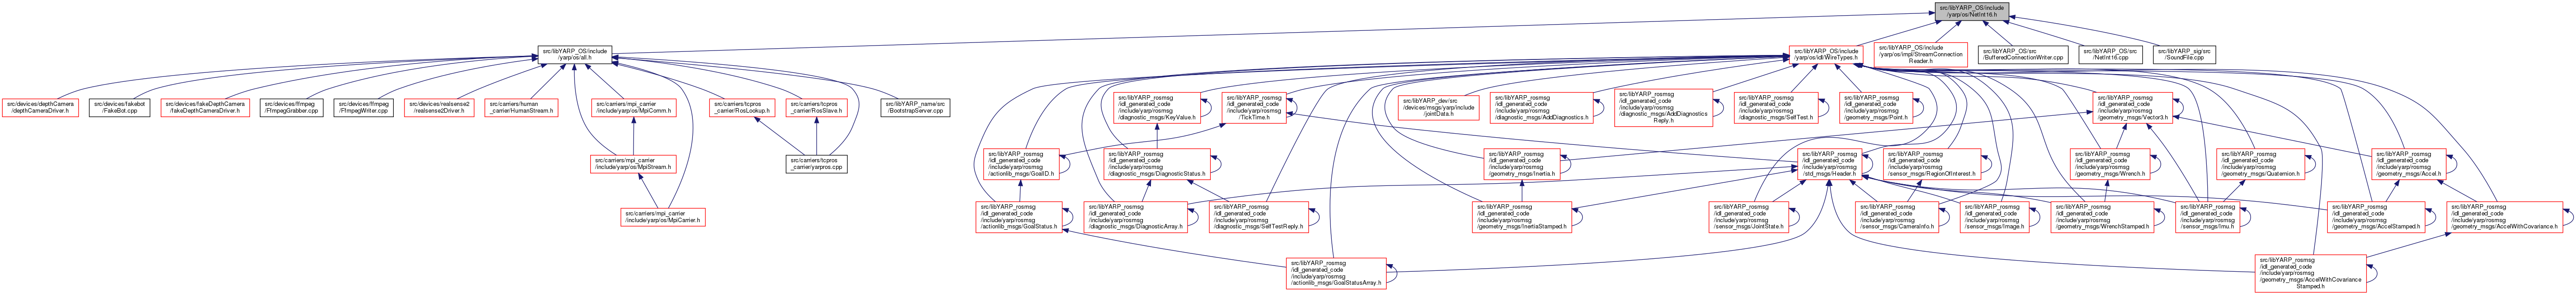 src/libYARP_OS/include
/yarp/os/NetInt16.h
src/libYARP_OS/include
/yarp/os/all.h
src/libYARP_OS/include
/yarp/os/idl/WireTypes.h
src/libYARP_OS/include
/yarp/os/impl/StreamConnection
Reader.h
src/libYARP_OS/src
/BufferedConnectionWriter.cpp
src/libYARP_OS/src
/NetInt16.cpp
src/libYARP_sig/src
/SoundFile.cpp
src/devices/depthCamera
/depthCameraDriver.h
src/devices/fakebot
/FakeBot.cpp
src/devices/fakeDepthCamera
/fakeDepthCameraDriver.h
src/devices/ffmpeg
/FfmpegGrabber.cpp
src/devices/ffmpeg
/FfmpegWriter.cpp
src/devices/realsense2
/realsense2Driver.h
src/carriers/human
_carrier/HumanStream.h
src/carriers/mpi_carrier
/include/yarp/os/MpiComm.h
src/carriers/tcpros
_carrier/RosLookup.h
src/carriers/tcpros
_carrier/RosSlave.h
src/libYARP_name/src
/BootstrapServer.cpp
src/libYARP_rosmsg
/idl_generated_code
/include/yarp/rosmsg
/diagnostic_msgs/KeyValue.h
src/libYARP_rosmsg
/idl_generated_code
/include/yarp/rosmsg
/TickTime.h
src/libYARP_dev/src
/devices/msgs/yarp/include
/jointData.h
src/libYARP_rosmsg
/idl_generated_code
/include/yarp/rosmsg
/diagnostic_msgs/AddDiagnostics.h
src/libYARP_rosmsg
/idl_generated_code
/include/yarp/rosmsg
/diagnostic_msgs/AddDiagnostics
Reply.h
src/libYARP_rosmsg
/idl_generated_code
/include/yarp/rosmsg
/diagnostic_msgs/SelfTest.h
src/libYARP_rosmsg
/idl_generated_code
/include/yarp/rosmsg
/geometry_msgs/Point.h
src/libYARP_rosmsg
/idl_generated_code
/include/yarp/rosmsg
/geometry_msgs/Vector3.h
src/carriers/mpi_carrier
/include/yarp/os/MpiStream.h
src/carriers/tcpros
_carrier/yarpros.cpp
src/libYARP_rosmsg
/idl_generated_code
/include/yarp/rosmsg
/actionlib_msgs/GoalID.h
src/libYARP_rosmsg
/idl_generated_code
/include/yarp/rosmsg
/diagnostic_msgs/DiagnosticStatus.h
src/libYARP_rosmsg
/idl_generated_code
/include/yarp/rosmsg
/geometry_msgs/Inertia.h
src/libYARP_rosmsg
/idl_generated_code
/include/yarp/rosmsg
/std_msgs/Header.h
src/libYARP_rosmsg
/idl_generated_code
/include/yarp/rosmsg
/sensor_msgs/RegionOfInterest.h
src/libYARP_rosmsg
/idl_generated_code
/include/yarp/rosmsg
/geometry_msgs/Wrench.h
src/libYARP_rosmsg
/idl_generated_code
/include/yarp/rosmsg
/geometry_msgs/Quaternion.h
src/libYARP_rosmsg
/idl_generated_code
/include/yarp/rosmsg
/geometry_msgs/Accel.h
src/carriers/mpi_carrier
/include/yarp/os/MpiCarrier.h
src/libYARP_rosmsg
/idl_generated_code
/include/yarp/rosmsg
/actionlib_msgs/GoalStatus.h
src/libYARP_rosmsg
/idl_generated_code
/include/yarp/rosmsg
/diagnostic_msgs/DiagnosticArray.h
src/libYARP_rosmsg
/idl_generated_code
/include/yarp/rosmsg
/diagnostic_msgs/SelfTestReply.h
src/libYARP_rosmsg
/idl_generated_code
/include/yarp/rosmsg
/geometry_msgs/InertiaStamped.h
src/libYARP_rosmsg
/idl_generated_code
/include/yarp/rosmsg
/sensor_msgs/JointState.h
src/libYARP_rosmsg
/idl_generated_code
/include/yarp/rosmsg
/sensor_msgs/CameraInfo.h
src/libYARP_rosmsg
/idl_generated_code
/include/yarp/rosmsg
/sensor_msgs/Image.h
src/libYARP_rosmsg
/idl_generated_code
/include/yarp/rosmsg
/geometry_msgs/WrenchStamped.h
src/libYARP_rosmsg
/idl_generated_code
/include/yarp/rosmsg
/sensor_msgs/Imu.h
src/libYARP_rosmsg
/idl_generated_code
/include/yarp/rosmsg
/geometry_msgs/AccelStamped.h
src/libYARP_rosmsg
/idl_generated_code
/include/yarp/rosmsg
/geometry_msgs/AccelWithCovariance.h
src/libYARP_rosmsg
/idl_generated_code
/include/yarp/rosmsg
/actionlib_msgs/GoalStatusArray.h
src/libYARP_rosmsg
/idl_generated_code
/include/yarp/rosmsg
/geometry_msgs/AccelWithCovariance
Stamped.h